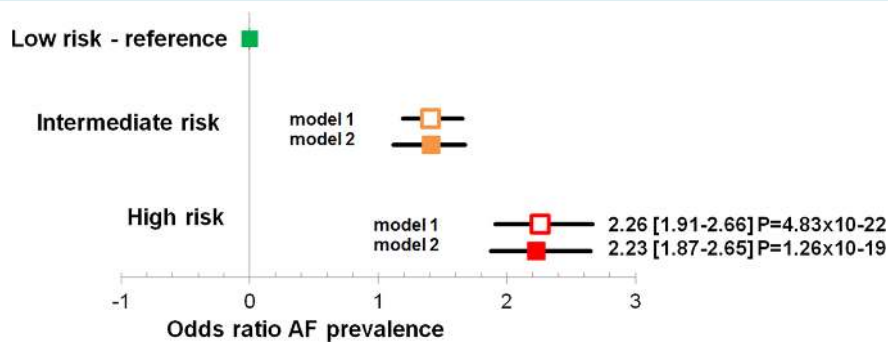 Low risk - reference
Intermediate risk
model 1
model 2
High risk
model 1
2.26 [1.91-2.66] P=4.83x10-22
model 2
2.23 [1.87-2.65] P=1.26x10-19
-1 0 1 2 3
Odds ratio AF prevalence